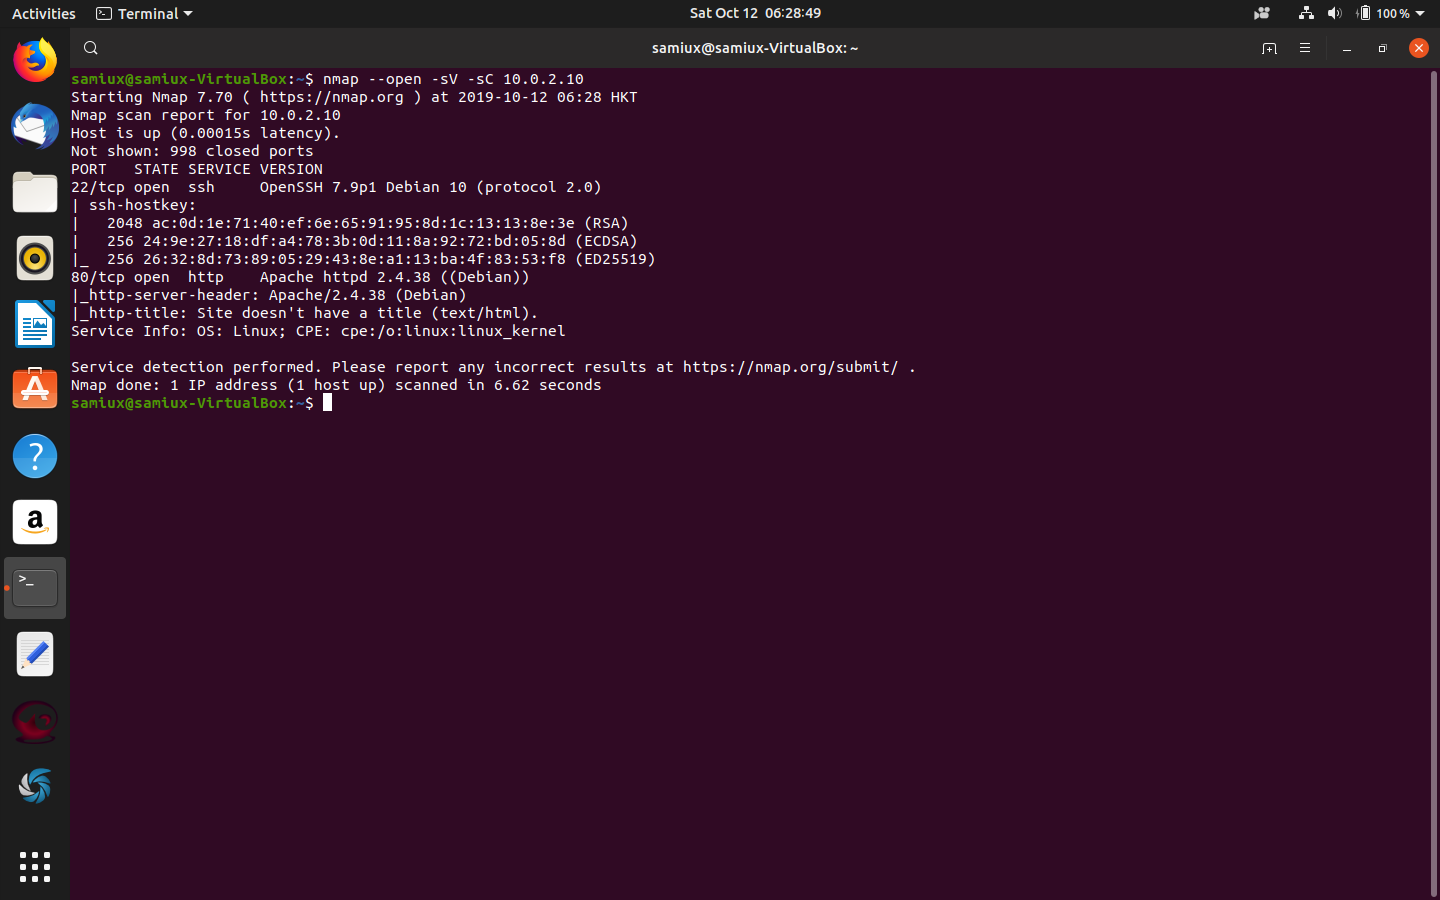 Activities Terminal Sat Oct 12 06:28:49 100 %
samiux@samiux-VirtualBox: ~
samiux@samiux-VirtualBox:~$ nmap --open -sV -sC 10.0.2.10
Starting Nmap 7.70 ( https://nmap.org ) at 2019-10-12 06:28 HKT
Nmap scan report for 10.0.2.10
Host is up (0.00015s latency).
Not shown: 998 closed ports
PORT   STATE SERVICE VERSION
22/tcp open  ssh     OpenSSH 7.9p1 Debian 10 (protocol 2.0)
| ssh-hostkey:
|   2048 ac:0d:1e:71:40:ef:6e:65:91:95:8d:1c:13:13:8e:3e (RSA)
|   256 24:9e:27:18:df:a4:78:3b:0d:11:8a:92:72:bd:05:8d (ECDSA)
|_  256 26:32:8d:73:89:05:29:43:8e:a1:13:ba:4f:83:53:f8 (ED25519)
80/tcp open  http    Apache httpd 2.4.38 ((Debian))
|_http-server-header: Apache/2.4.38 (Debian)
|_http-title: Site doesn't have a title (text/html).
Service Info: OS: Linux; CPE: cpe:/o:linux:linux_kernel

Service detection performed. Please report any incorrect results at https://nmap.org/submit/ .
Nmap done: 1 IP address (1 host up) scanned in 6.62 seconds
samiux@samiux-VirtualBox:~$